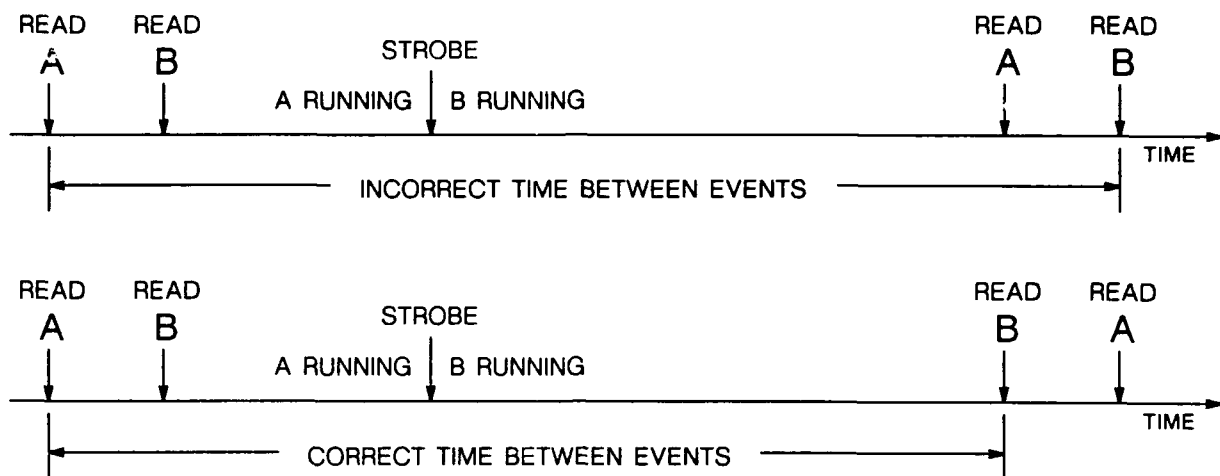 READ READ READ READ
A B STROBE A B
A RUNNING B RUNNING
TIME
INCORRECT TIME BETWEEN EVENTS
READ READ READ READ
A B STROBE B A
A RUNNING B RUNNING
TIME
CORRECT TIME BETWEEN EVENTS